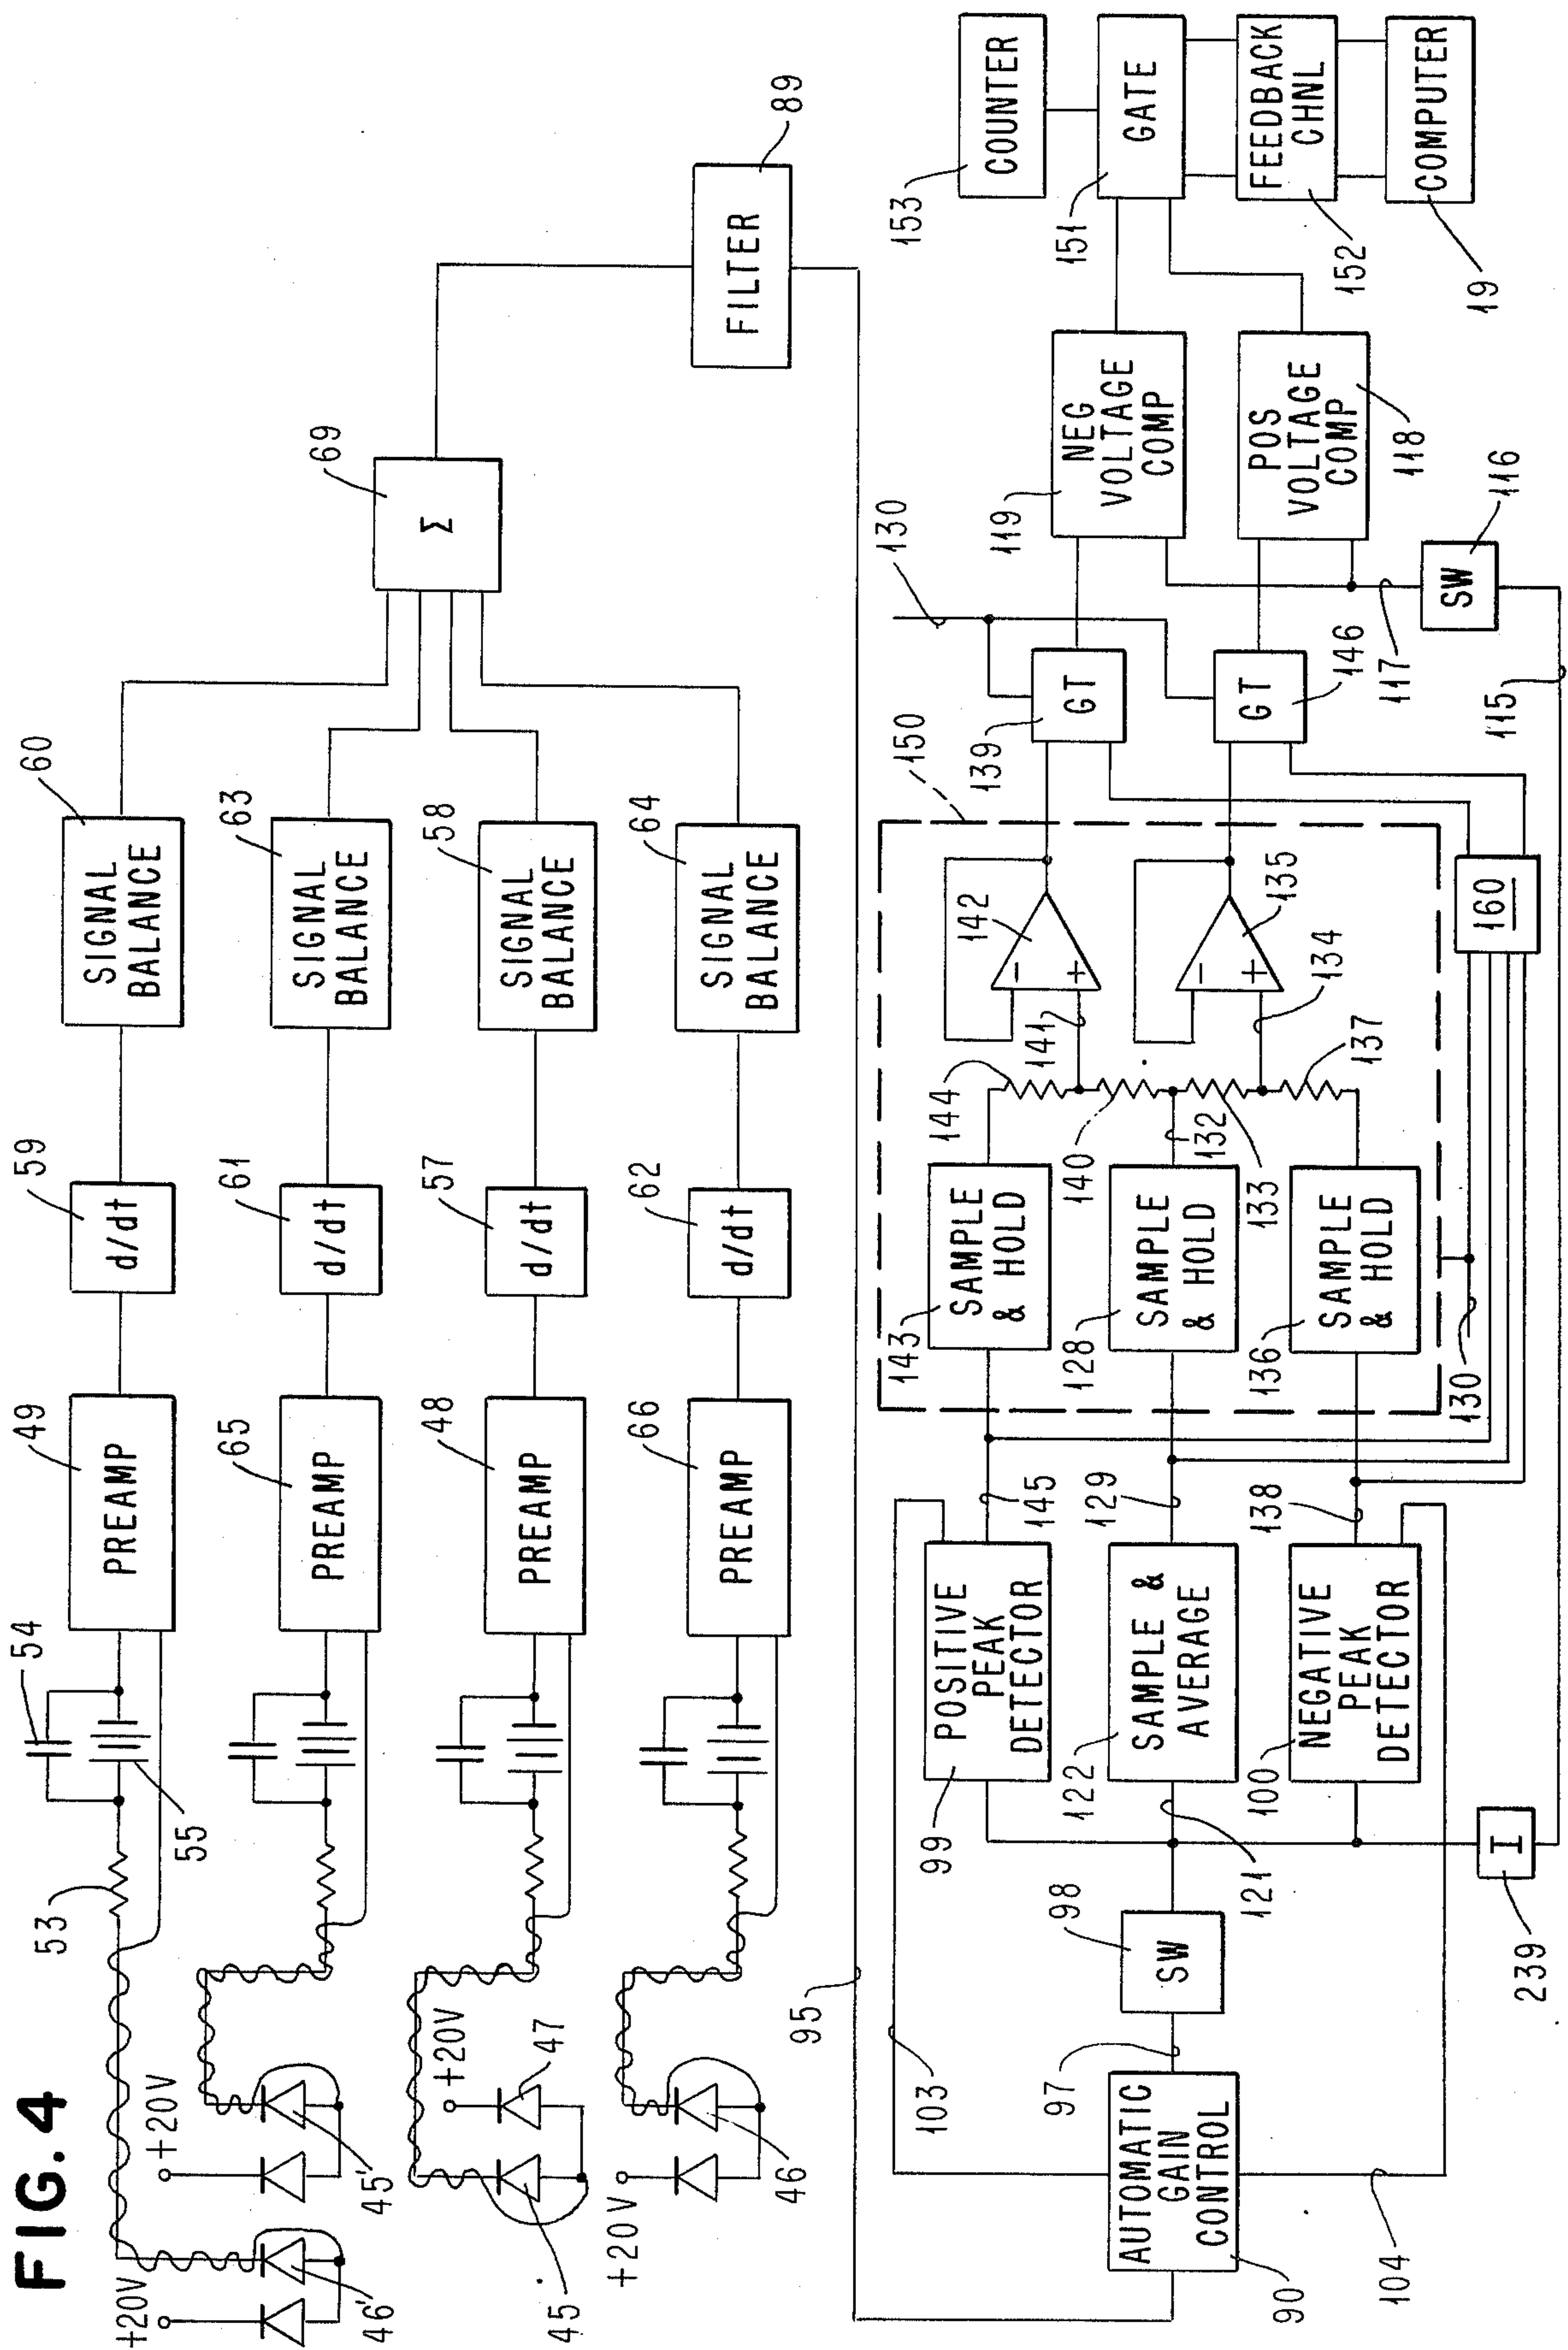 FIG. 4
+20V
46'
+20V
45'
+20V
47
45
+20V
46
53
54
55
49
PREAMP
65
PREAMP
48
PREAMP
66
PREAMP
59
d/dt
61
d/dt
57
d/dt
62
d/dt
60
SIGNAL
BALANCE
63
SIGNAL
BALANCE
58
SIGNAL
BALANCE
64
SIGNAL
BALANCE
69
Σ
89
FILTER
95
90
AUTOMATIC
GAIN
CONTROL
103
104
97
98
SW
121
99
POSITIVE
PEAK
DETECTOR
122
SAMPLE &
AVERAGE
100
NEGATIVE
PEAK
DETECTOR
239
I
145
129
138
130
143
SAMPLE
& HOLD
128
SAMPLE
& HOLD
136
SAMPLE
& HOLD
144
140
132
133
137
141
134
142
- +
135
- +
150
160
139
GT
146
GT
130
115
117
116
SW
119
NEG
VOLTAGE
COMP
118
POS
VOLTAGE
COMP
153
COUNTER
151
GATE
152
FEEDBACK
CHNL
19
COMPUTER